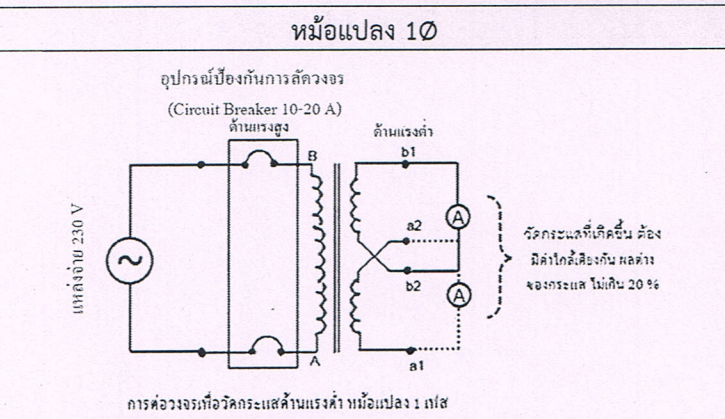 หม้อแปลง 1Ø
อุปกรณ์ป้องกันการลัดวงจร
(Circuit Breaker 10-20 A)
ด้านแรงสูง
ด้านแรงต่ำ
B
b1
A
a2
แหล่งจ่าย 230 V
~
วัดกระแสที่เกิดขึ้น ต้อง
มีค่าใกล้เคียงกัน ผลต่าง
ของกระแส ไม่เกิน 20 %
b2
A
A
a1
การต่อวงจรเพื่อวัดกระแสด้านแรงต่ำ หม้อแปลง 1 เฟส